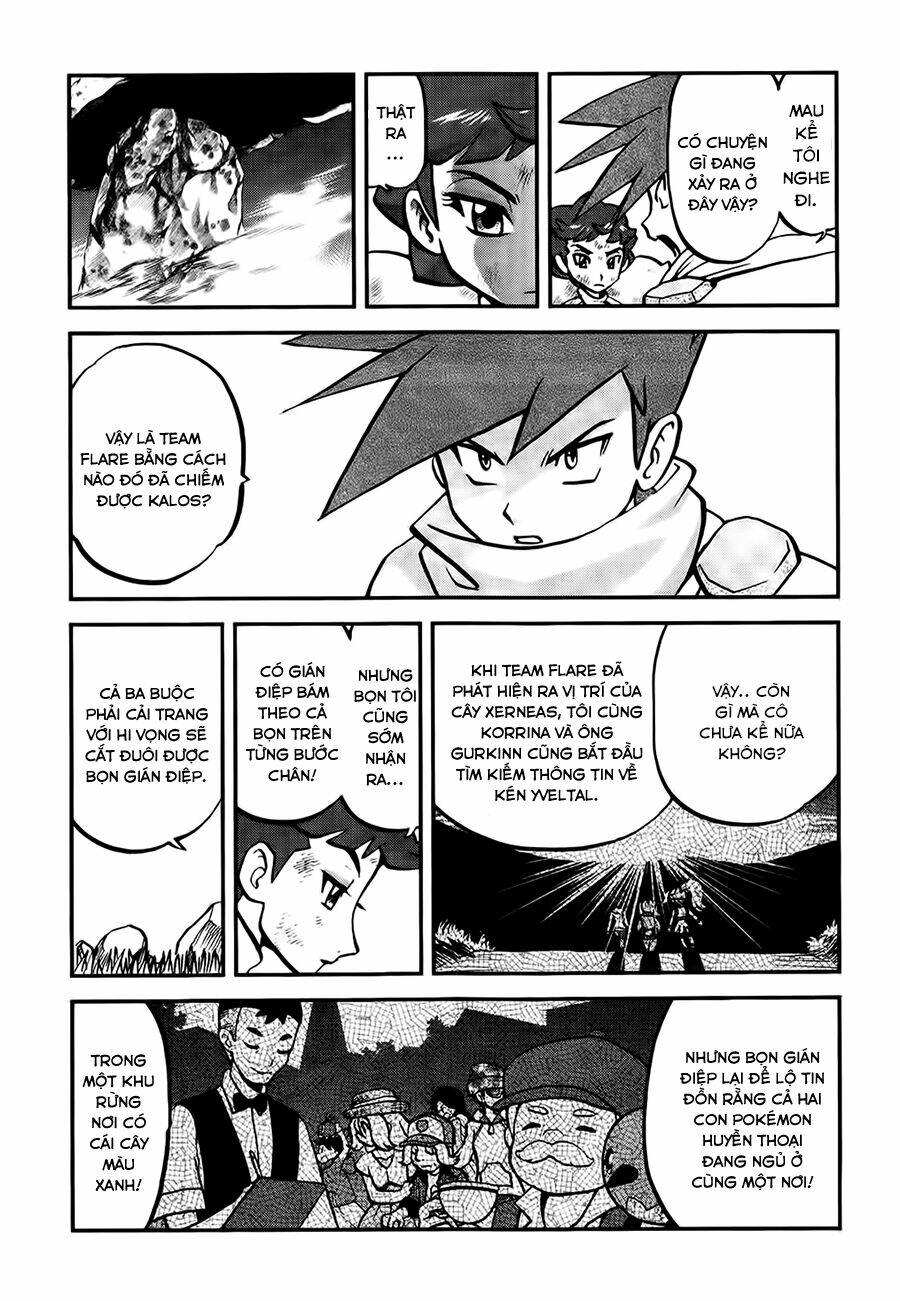 MAU
KỂ
TÔI
NGHE
ĐI.
CÓ CHUYỆN
GÌ ĐANG
XẢY RA Ở
ĐÂY VẬY?
THẬT
RA
...
VẬY LÀ TEAM
FLARE BẰNG CÁCH
NÀO ĐÓ ĐÃ CHIẾM
ĐƯỢC KALOS?
VẬY.. CÒN
GÌ MÀ CÔ
CHƯA KỂ NỮA
KHÔNG?
KHI TEAM FLARE ĐÃ
PHÁT HIỆN RA VỊ TRÍ CỦA
CÂY XERNEAS, TÔI CÙNG
KORRINA VÀ ÔNG
GURKINN CŨNG BẮT ĐẦU
TÌM KIẾM THÔNG TIN VỀ
KÉN YVELTAL.
NHƯNG
BỌN TÔI
CŨNG
SỚM
NHẬN
RA...
CÓ GIÁN
ĐIỆP BÁM
THEO CẢ
BỌN TRÊN
TỪNG BƯỚC
CHÂN!
CẢ BA BUỘC
PHẢI CẢI TRANG
VỚI HI VỌNG SẼ
CẮT ĐUÔI ĐƯỢC
BỌN GIÁN ĐIỆP.
NHƯNG BỌN GIÁN
ĐIỆP LẠI ĐỂ LỘ TIN
ĐỒN RẰNG CẢ HAI
CON POKÉMON
HUYỀN THOẠI
ĐANG NGỦ Ở
CÙNG MỘT NƠI!
TRONG
MỘT KHU
RỪNG
NƠI CÓ
CÁI CÂY
MÀU
XANH!